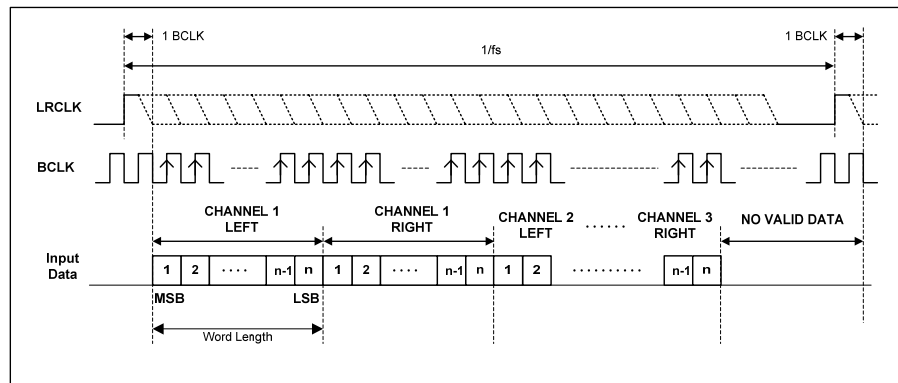 1 BCLK
1 BCLK
1/fs
LRCLK
BCLK
CHANNEL 1
LEFT
CHANNEL 1
RIGHT
CHANNEL 2
LEFT
CHANNEL 3
RIGHT
NO VALID DATA
Input
Data
1 2 n-1 n 1 2 n-1 n 1 2 n-1 n
MSB LSB
Word Length